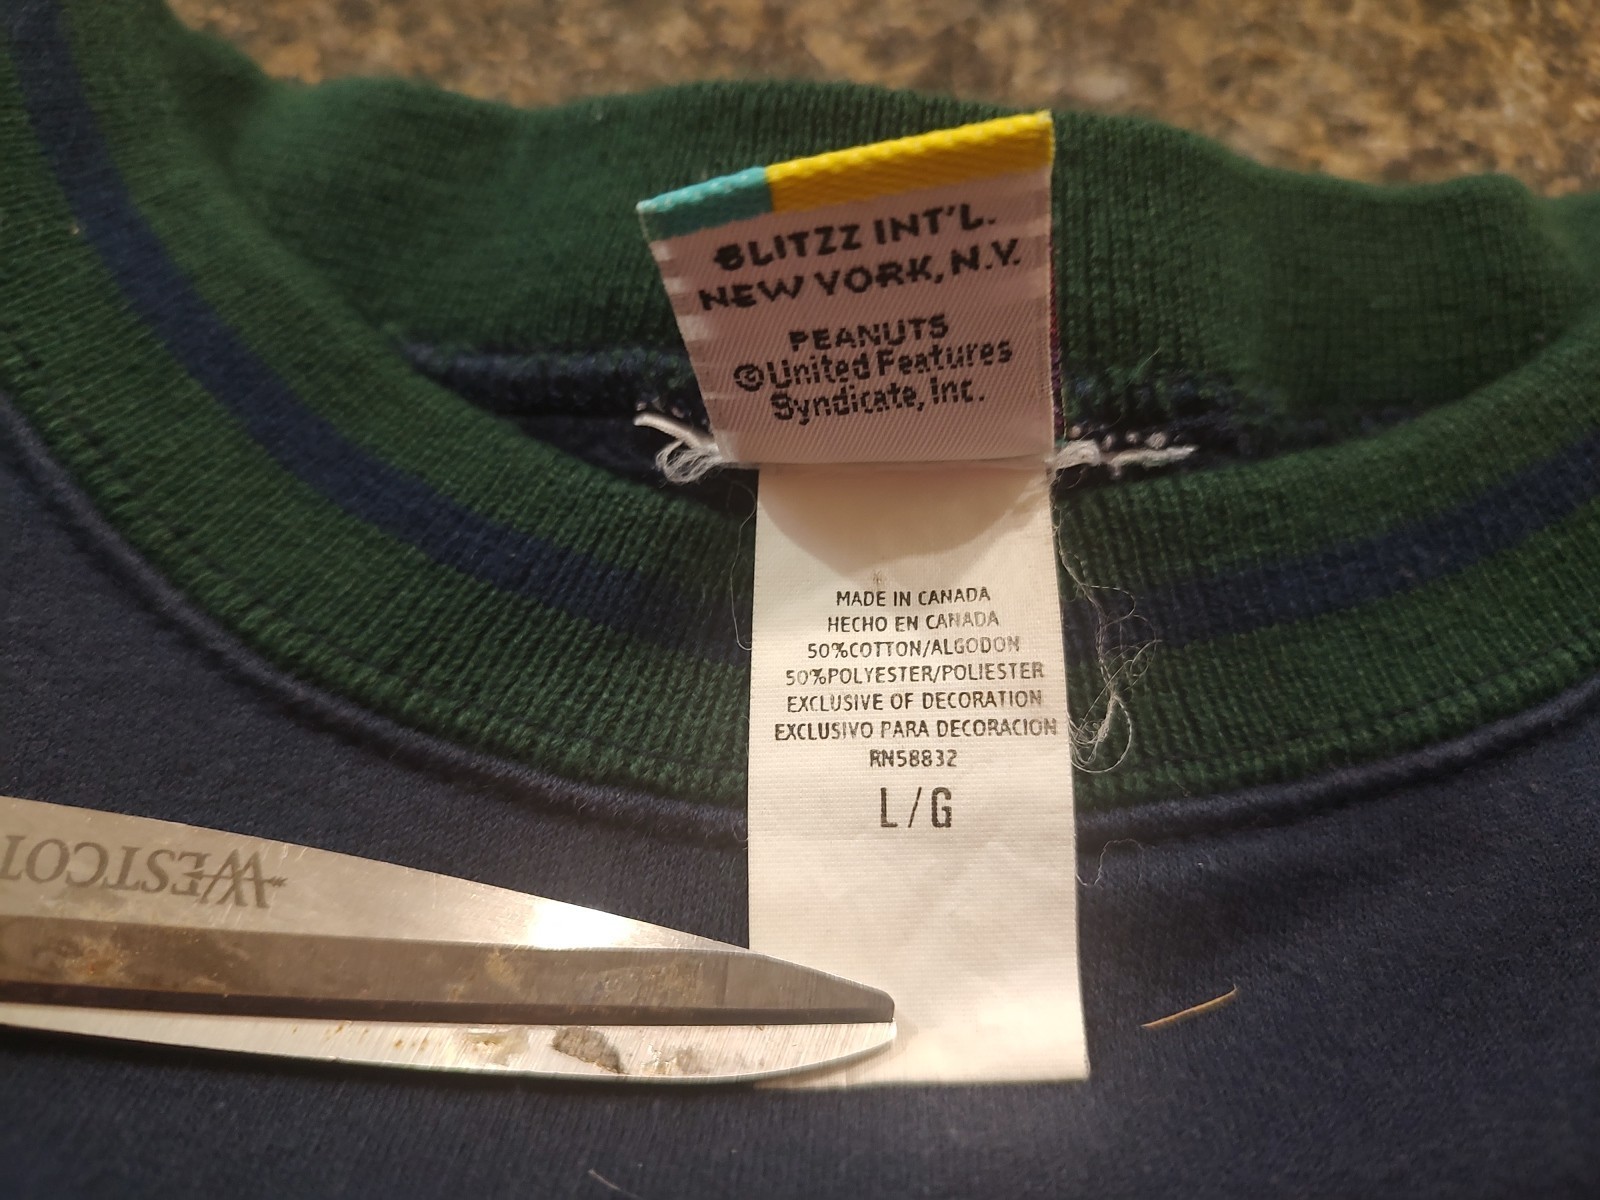 BLITZZ INT'L.
NEW YORK, N.Y.
PEANUTS
©United Features
Syndicate, Inc.
MADE IN CANADA
HECHO EN CANADA
50%COTTON/ALGODON
50%POLYESTER/POLIESTER
EXCLUSIVE OF DECORATION
EXCLUSIVO PARA DECORACION
RN58832
L/G
WESTCOT